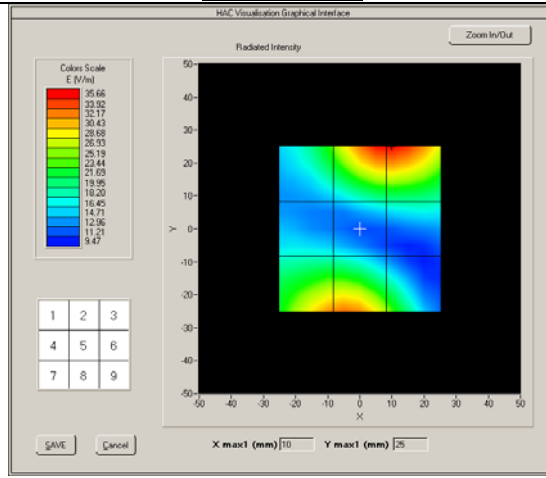 HAC Visualisation Graphical Interface
Zoom In/Out
Radiated Intensity
Colors Scale
E (V/m)
35.66
33.92
32.17
30.43
28.68
26.93
25.19
23.44
21.69
19.95
18.20
16.45
14.71
12.96
11.21
9.47
50
40
30
20
10
Y 0
-10
-20
-30
-40
-50
-50 -40 -30 -20 -10 0 10 20 30 40 50
X
1 2 3
4 5 6
7 8 9
SAVE Cancel X max1 (mm) 10 Y max1 (mm) 25